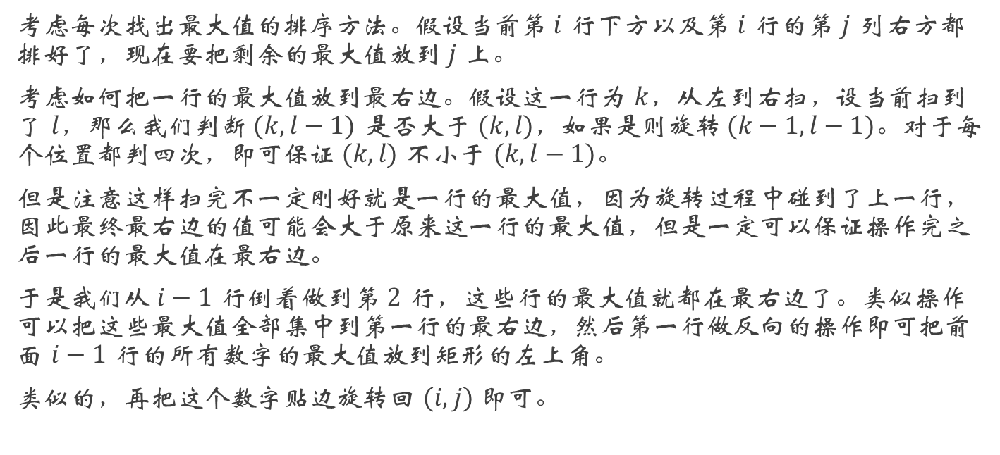 考虑每次找出最大值的排序方法。假设当前第 i 行下方以及第 i 行的第 j 列右方都
排好了，现在要把剩余的最大值放到 j 上。
考虑如何把一行的最大值放到最右边。假设这一行为 k，从左到右扫，设当前扫到
了 l，那么我们判断 (k, l − 1) 是否大于 (k, l)，如果是则旋转 (k − 1, l − 1)。对于每
个位置都判四次，即可保证 (k, l) 不小于 (k, l − 1)。
但是注意这样扫完不一定刚好就是一行的最大值，因为旋转过程中碰到了上一行，
因此最终最右边的值可能会大于原来这一行的最大值，但是一定可以保证操作完之
后一行的最大值在最右边。
于是我们从 i − 1 行倒着做到第 2 行，这些行的最大值就都在最右边了。类似操作
可以把这些最大值全部集中到第一行的最右边，然后第一行做反向的操作即可把前
面 i − 1 行的所有数字的最大值放到矩形的左上角。
类似的，再把这个数字贴边旋转回 (i, j) 即可。